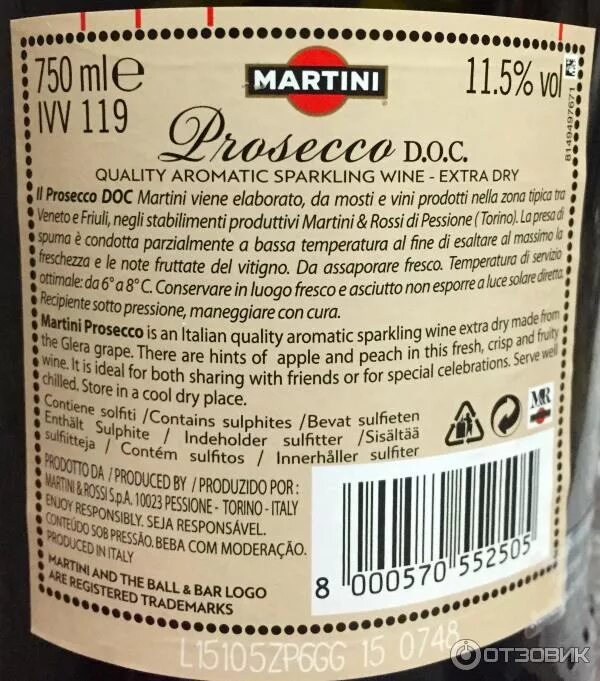 750 ml e
IVV 119
MARTINI
11.5% vol
8149497671
Prosecco D.O.C.
QUALITY AROMATIC SPARKLING WINE - EXTRA DRY
Il Prosecco DOC Martini viene elaborato, da mosti e vini prodotti nella zona tipica tra
Veneto e Friuli, negli stabilimenti produttivi Martini & Rossi di Pessione (Torino). La presa di
spuma è condotta parzialmente a bassa temperatura al fine di esaltare al massimo la
freschezza e le note fruttate del vitigno. Da assaporare fresco. Temperatura di servizio
ottimale: da 6° a 8° C. Conservare in luogo fresco e asciutto non esporre a luce solare diretta.
Recipiente sotto pressione, maneggiare con cura.
Martini Prosecco is an Italian quality aromatic sparkling wine extra dry made from
the Glera grape. There are hints of apple and peach in this fresh, crisp and fruity
wine. It is ideal for both sharing with friends or for special celebrations. Serve well
chilled. Store in a cool dry place.
Contiene solfiti /Contains sulphites /Bevat sulfieten
Enthält Sulphite / Indeholder sulfitter /Sisältää
sulfiitteja / Contém sulfitos / Innerhåller sulfiter
MR
PRODOTTO DA / PRODUCED BY / PRODUZIDO POR :
MARTINI & ROSSI S.p.A. 10023 PESSIONE - TORINO - ITALY
ENJOY RESPONSIBLY. SEJA RESPONSÁVEL.
CONTEÚDO SOB PRESSÃO. BEBA COM MODERAÇÃO.
PRODUCED IN ITALY
MARTINI AND THE BALL & BAR LOGO
ARE REGISTERED TRADEMARKS
8 000570 552505
L15105ZP6GG 15 0748
ОТЗОВИК